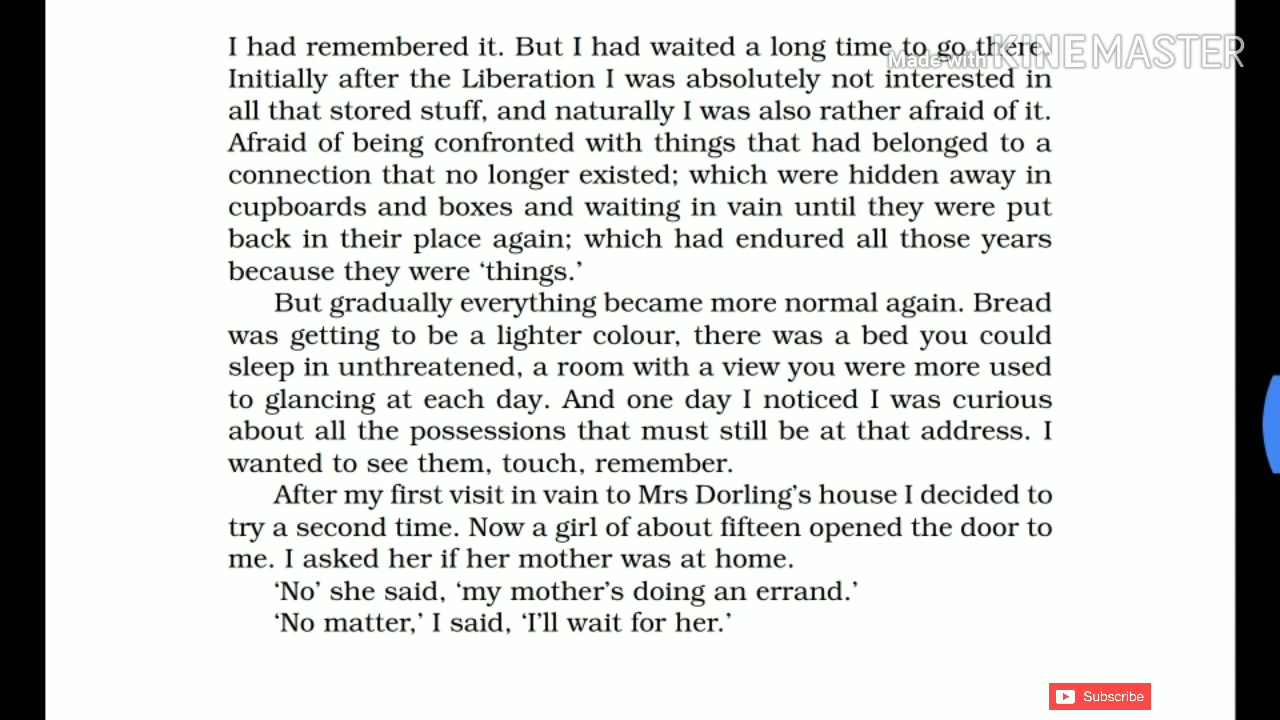 I had remembered it. But I had waited a long time to go there.
Made with KINEMASTER
Initially after the Liberation I was absolutely not interested in
all that stored stuff, and naturally I was also rather afraid of it.
Afraid of being confronted with things that had belonged to a
connection that no longer existed; which were hidden away in
cupboards and boxes and waiting in vain until they were put
back in their place again; which had endured all those years
because they were ‘things.’
But gradually everything became more normal again. Bread
was getting to be a lighter colour, there was a bed you could
sleep in unthreatened, a room with a view you were more used
to glancing at each day. And one day I noticed I was curious
about all the possessions that must still be at that address. I
wanted to see them, touch, remember.
After my first visit in vain to Mrs Dorling’s house I decided to
try a second time. Now a girl of about fifteen opened the door to
me. I asked her if her mother was at home.
‘No’ she said, ‘my mother’s doing an errand.’
‘No matter,’ I said, ‘I’ll wait for her.’
Subscribe